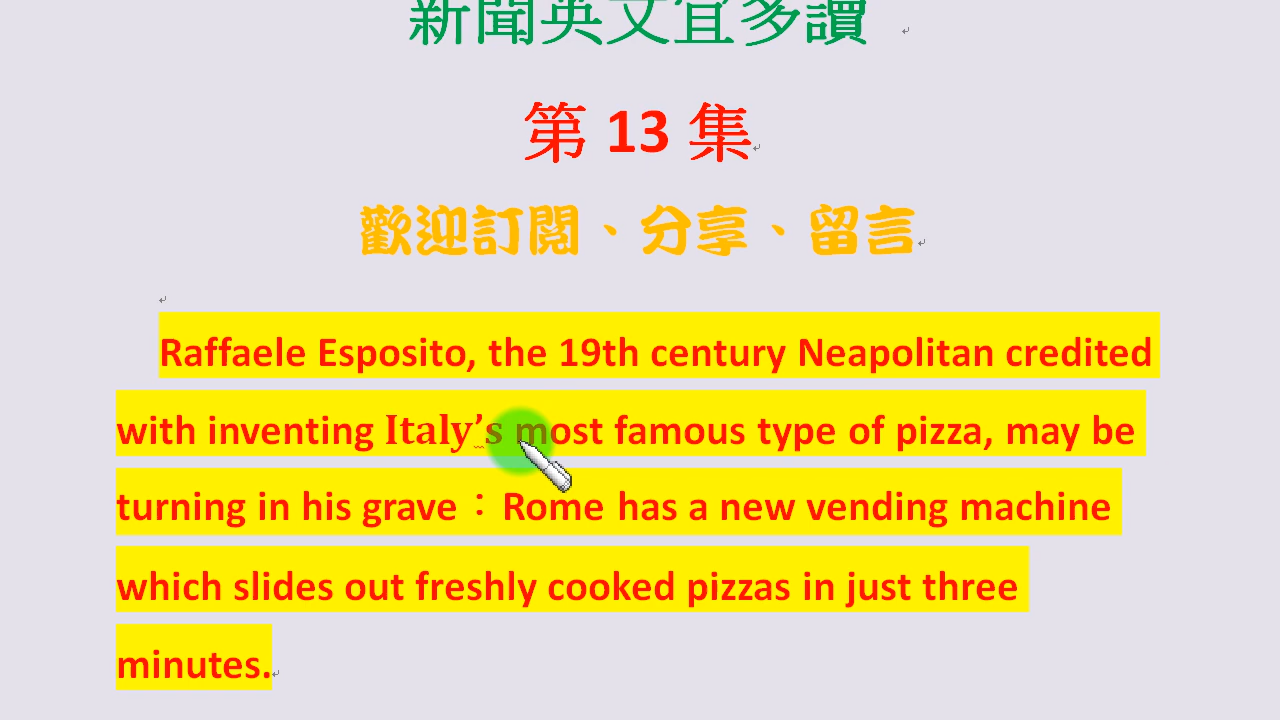 新聞英文宜多讀
第 13 集
歡迎訂閱、分享、留言
Raffaele Esposito, the 19th century Neapolitan credited
with inventing Italy’s most famous type of pizza, may be
turning in his grave：Rome has a new vending machine
which slides out freshly cooked pizzas in just three
minutes.